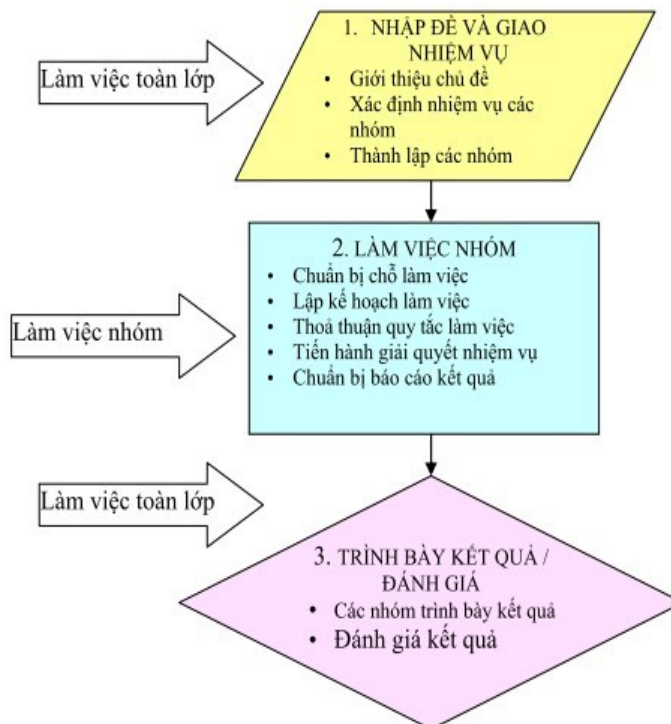 1. NHẬP ĐỀ VÀ GIAO
NHIỆM VỤ
Làm việc toàn lớp
• Giới thiệu chủ đề
• Xác định nhiệm vụ các
nhóm
• Thành lập các nhóm
2. LÀM VIỆC NHÓM
• Chuẩn bị chỗ làm việc
• Lập kế hoạch làm việc
• Thoả thuận quy tắc làm việc
Làm việc nhóm
• Tiến hành giải quyết nhiệm vụ
• Chuẩn bị báo cáo kết quả
Làm việc toàn lớp
3. TRÌNH BÀY KẾT QUẢ /
ĐÁNH GIÁ
• Các nhóm trình bày kết quả
• Đánh giá kết quả